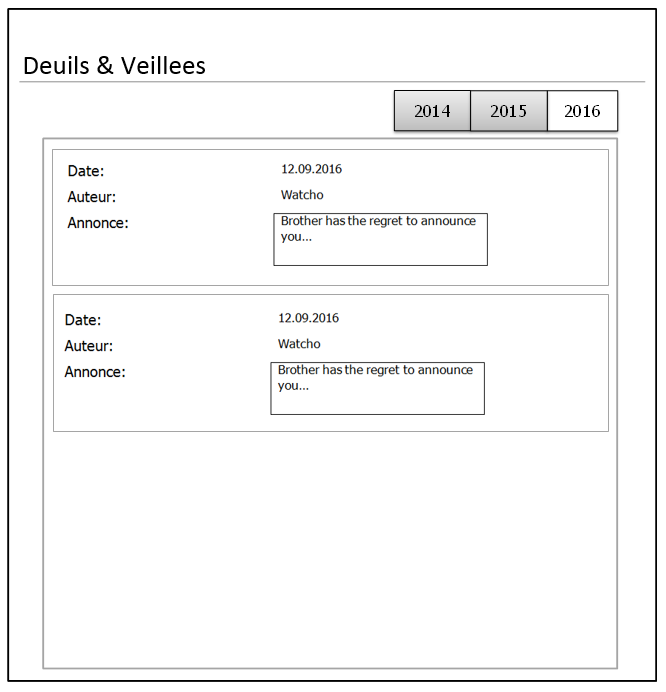 Deuils & Veillees
2014 2015 2016
Date: 12.09.2016
Auteur: Watcho
Annonce: Brother has the regret to announce
you...
Date: 12.09.2016
Auteur: Watcho
Annonce: Brother has the regret to announce
you...